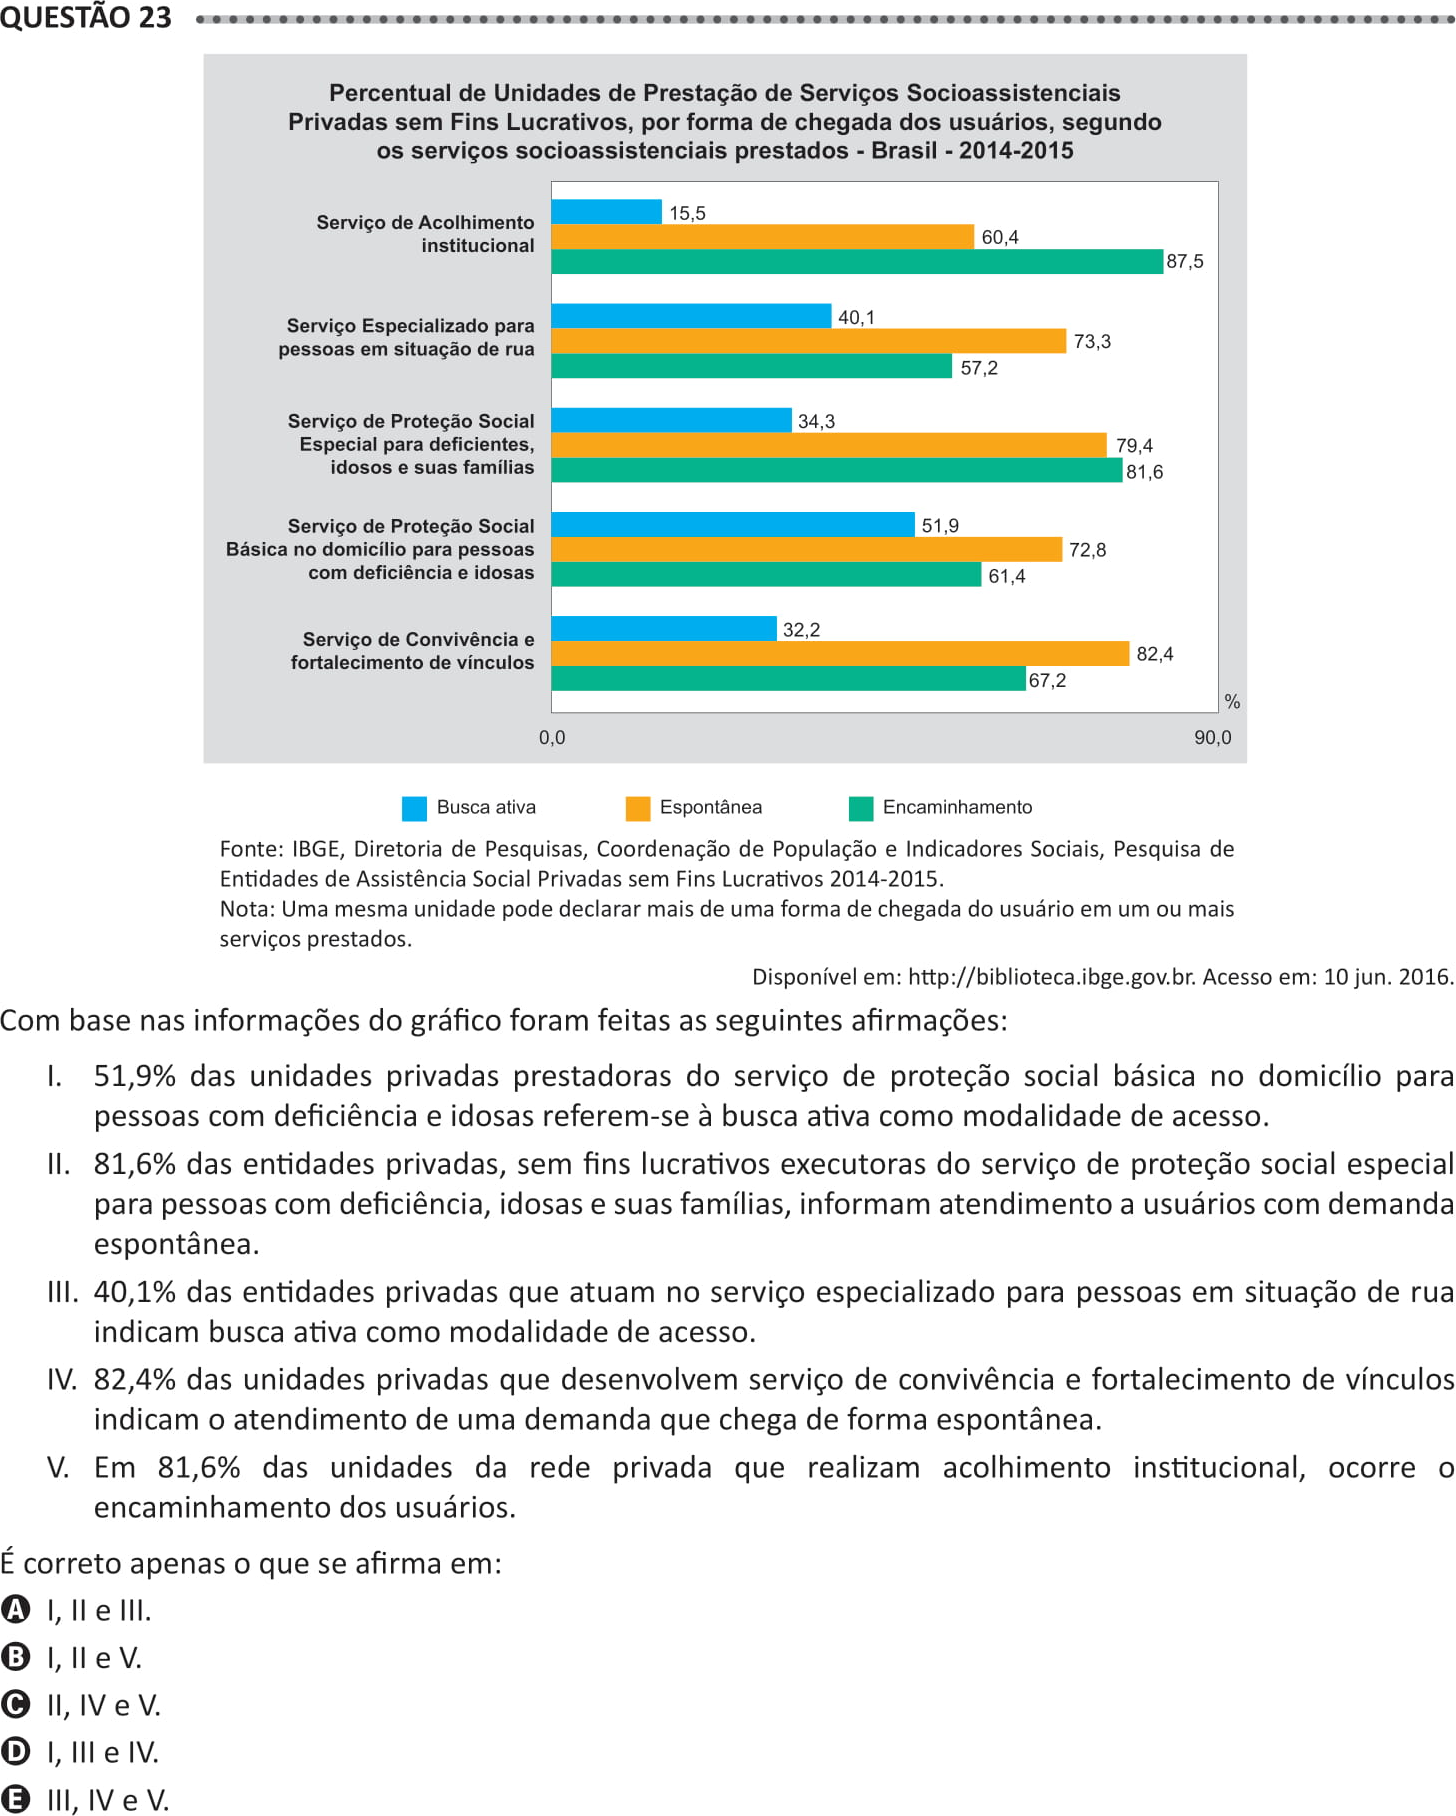 QUESTÃO 23
Percentual de Unidades de Prestação de Serviços Socioassistenciais
Privadas sem Fins Lucrativos, por forma de chegada dos usuários, segundo
os serviços socioassistenciais prestados - Brasil - 2014-2015
Serviço de Acolhimento
institucional
15,5
60,4
87,5
Serviço Especializado para
pessoas em situação de rua
40,1
73,3
57,2
Serviço de Proteção Social
Especial para deficientes,
idosos e suas famílias
34,3
79,4
81,6
Serviço de Proteção Social
Básica no domicílio para pessoas
com deficiência e idosas
51,9
72,8
61,4
Serviço de Convivência e
fortalecimento de vínculos
32,2
82,4
67,2
%
0,0 90,0
Busca ativa Espontânea Encaminhamento
Fonte: IBGE, Diretoria de Pesquisas, Coordenação de População e Indicadores Sociais, Pesquisa de
Entidades de Assistência Social Privadas sem Fins Lucrativos 2014-2015.
Nota: Uma mesma unidade pode declarar mais de uma forma de chegada do usuário em um ou mais
serviços prestados.
Disponível em: http://biblioteca.ibge.gov.br. Acesso em: 10 jun. 2016.
Com base nas informações do gráfico foram feitas as seguintes afirmações:
I. 51,9% das unidades privadas prestadoras do serviço de proteção social básica no domicílio para
pessoas com deficiência e idosas referem-se à busca ativa como modalidade de acesso.
II. 81,6% das entidades privadas, sem fins lucrativos executoras do serviço de proteção social especial
para pessoas com deficiência, idosas e suas famílias, informam atendimento a usuários com demanda
espontânea.
III. 40,1% das entidades privadas que atuam no serviço especializado para pessoas em situação de rua
indicam busca ativa como modalidade de acesso.
IV. 82,4% das unidades privadas que desenvolvem serviço de convivência e fortalecimento de vínculos
indicam o atendimento de uma demanda que chega de forma espontânea.
V. Em 81,6% das unidades da rede privada que realizam acolhimento institucional, ocorre o
encaminhamento dos usuários.
É correto apenas o que se afirma em:
A I, II e III.
B I, II e V.
C II, IV e V.
D I, III e IV.
E III, IV e V.